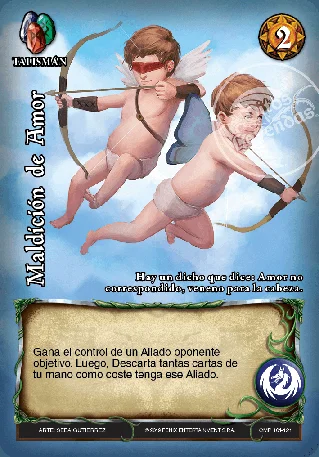 TALISMÁN
2
Maldición de Amor
Hay un dicho que dice: Amor no
correspondido, veneno para la cabeza.
Gana el control de un Aliado oponente
objetivo. Luego, Descarta tantas cartas de
tu mano como coste tenga ese Aliado.